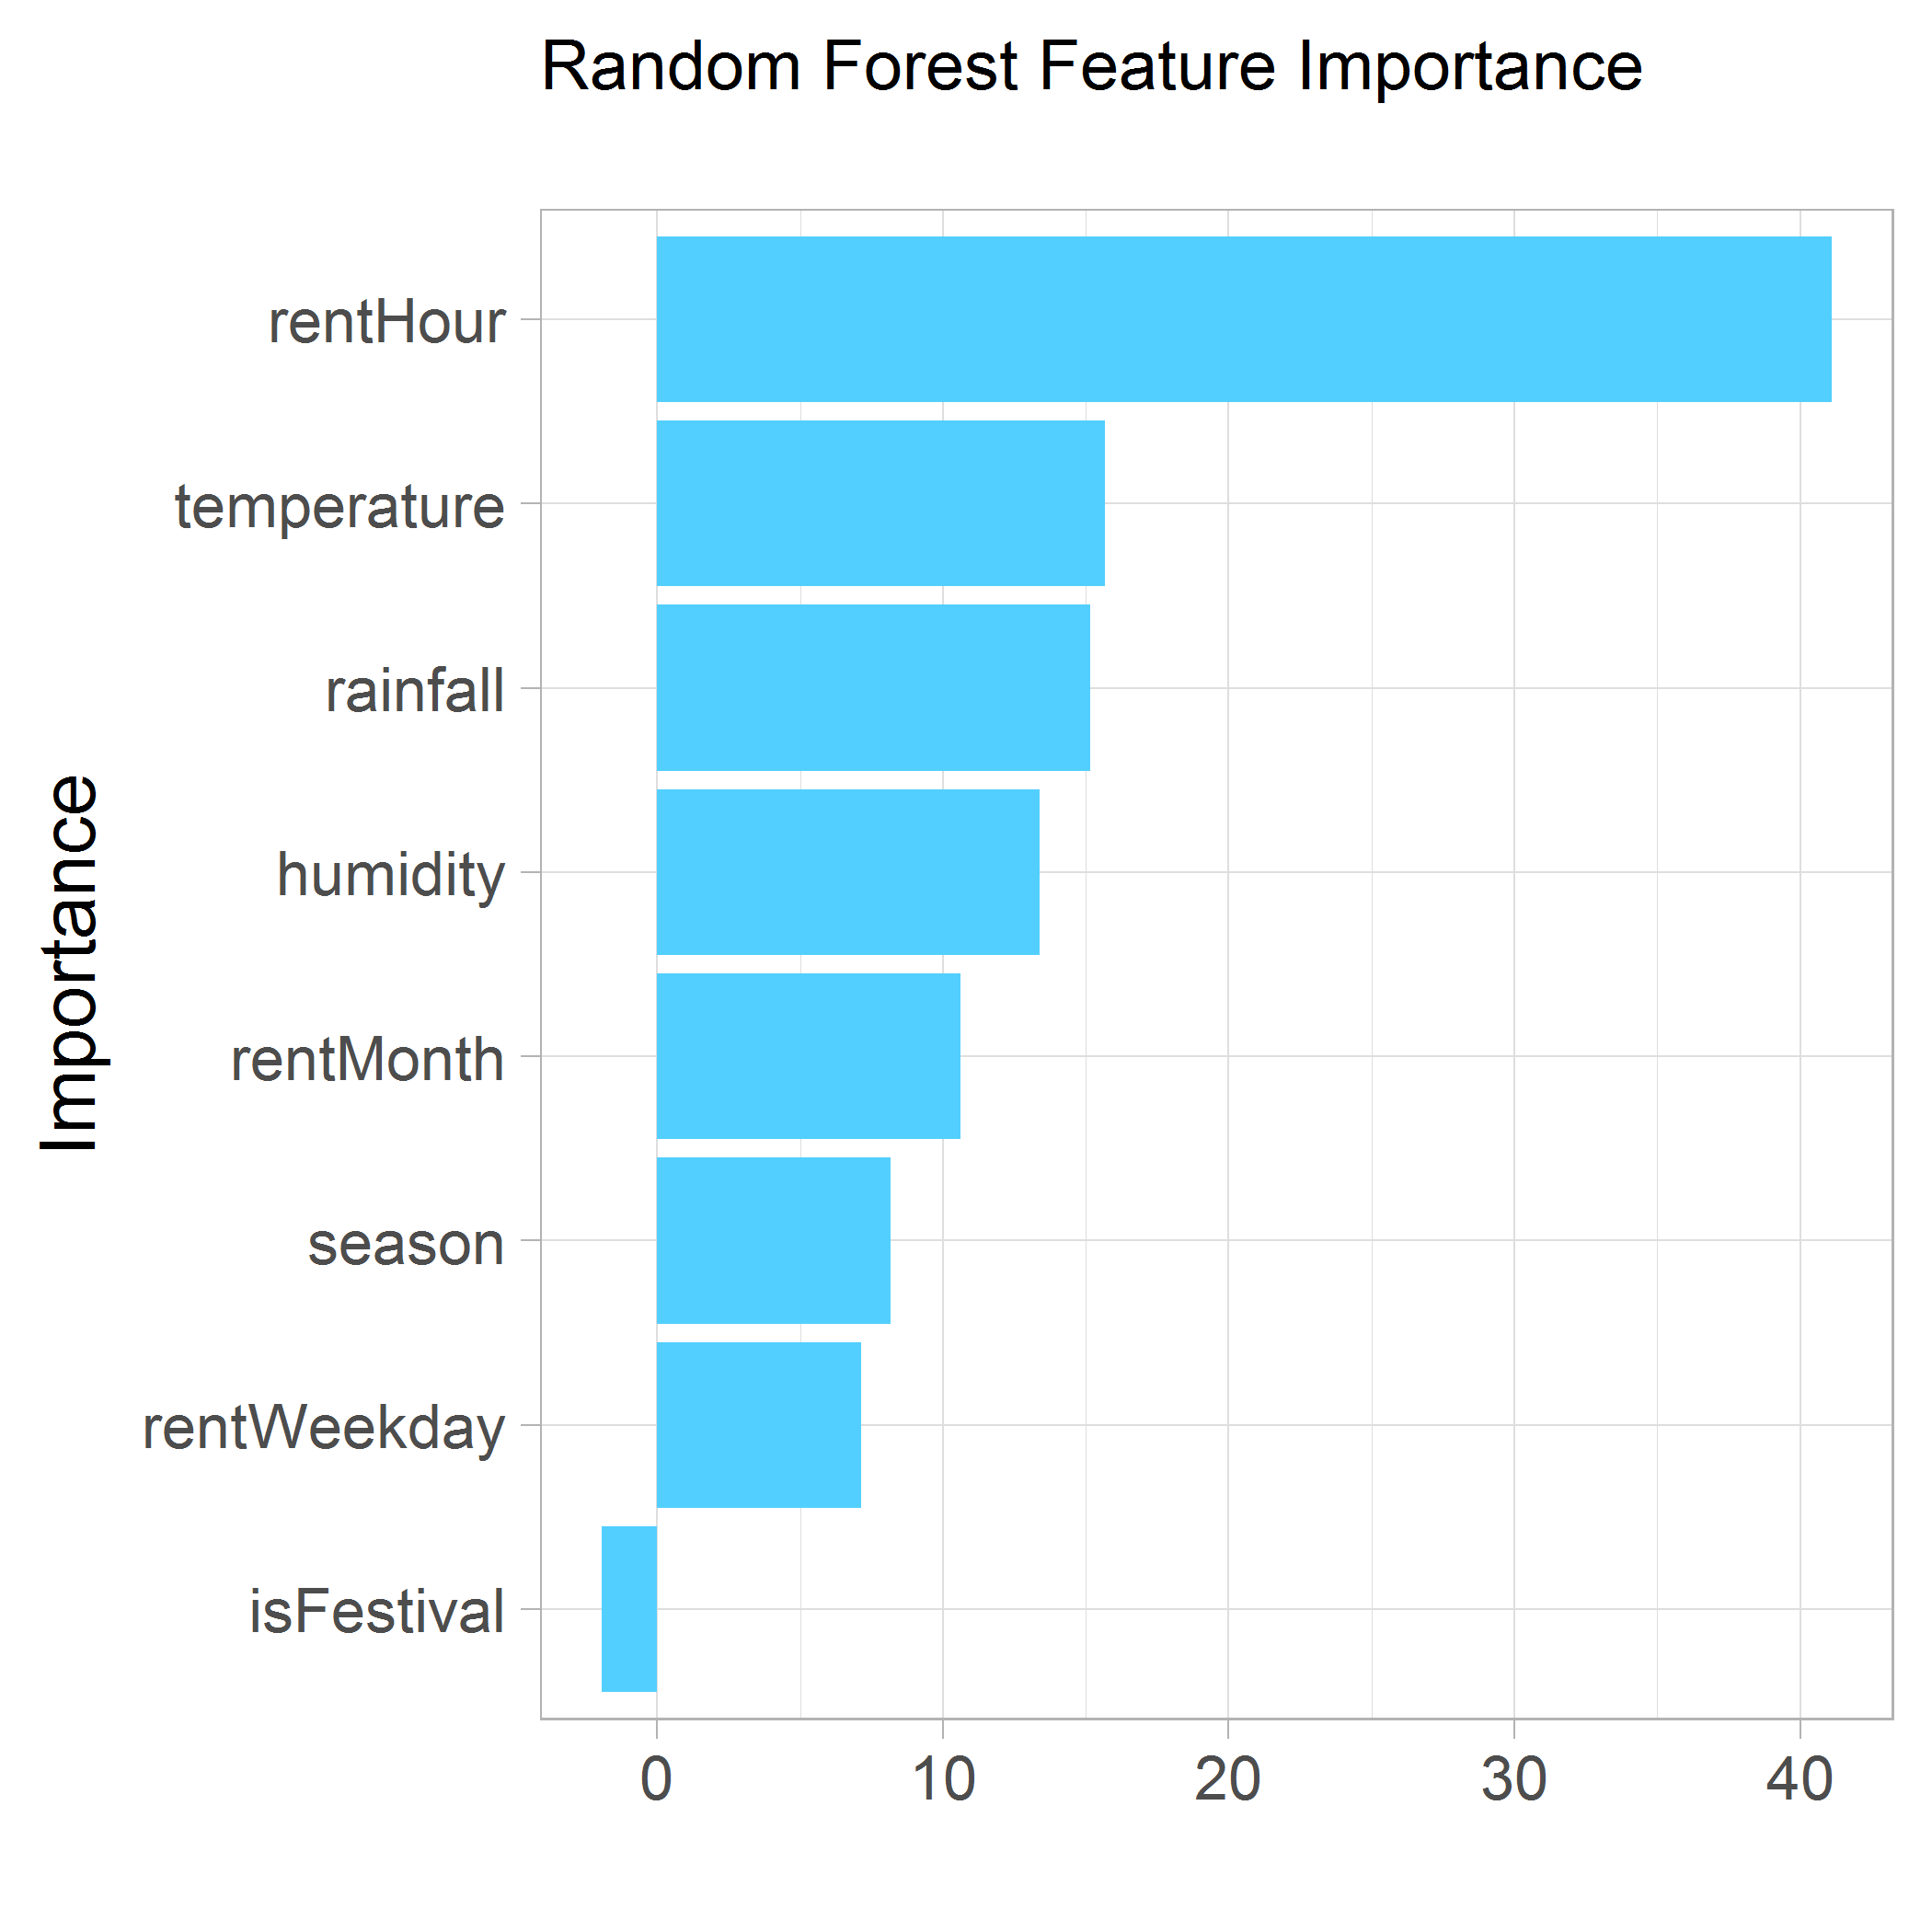 Random Forest Feature Importance
Importance
rentHour
temperature
rainfall
humidity
rentMonth
season
rentWeekday
isFestival
0 10 20 30 40